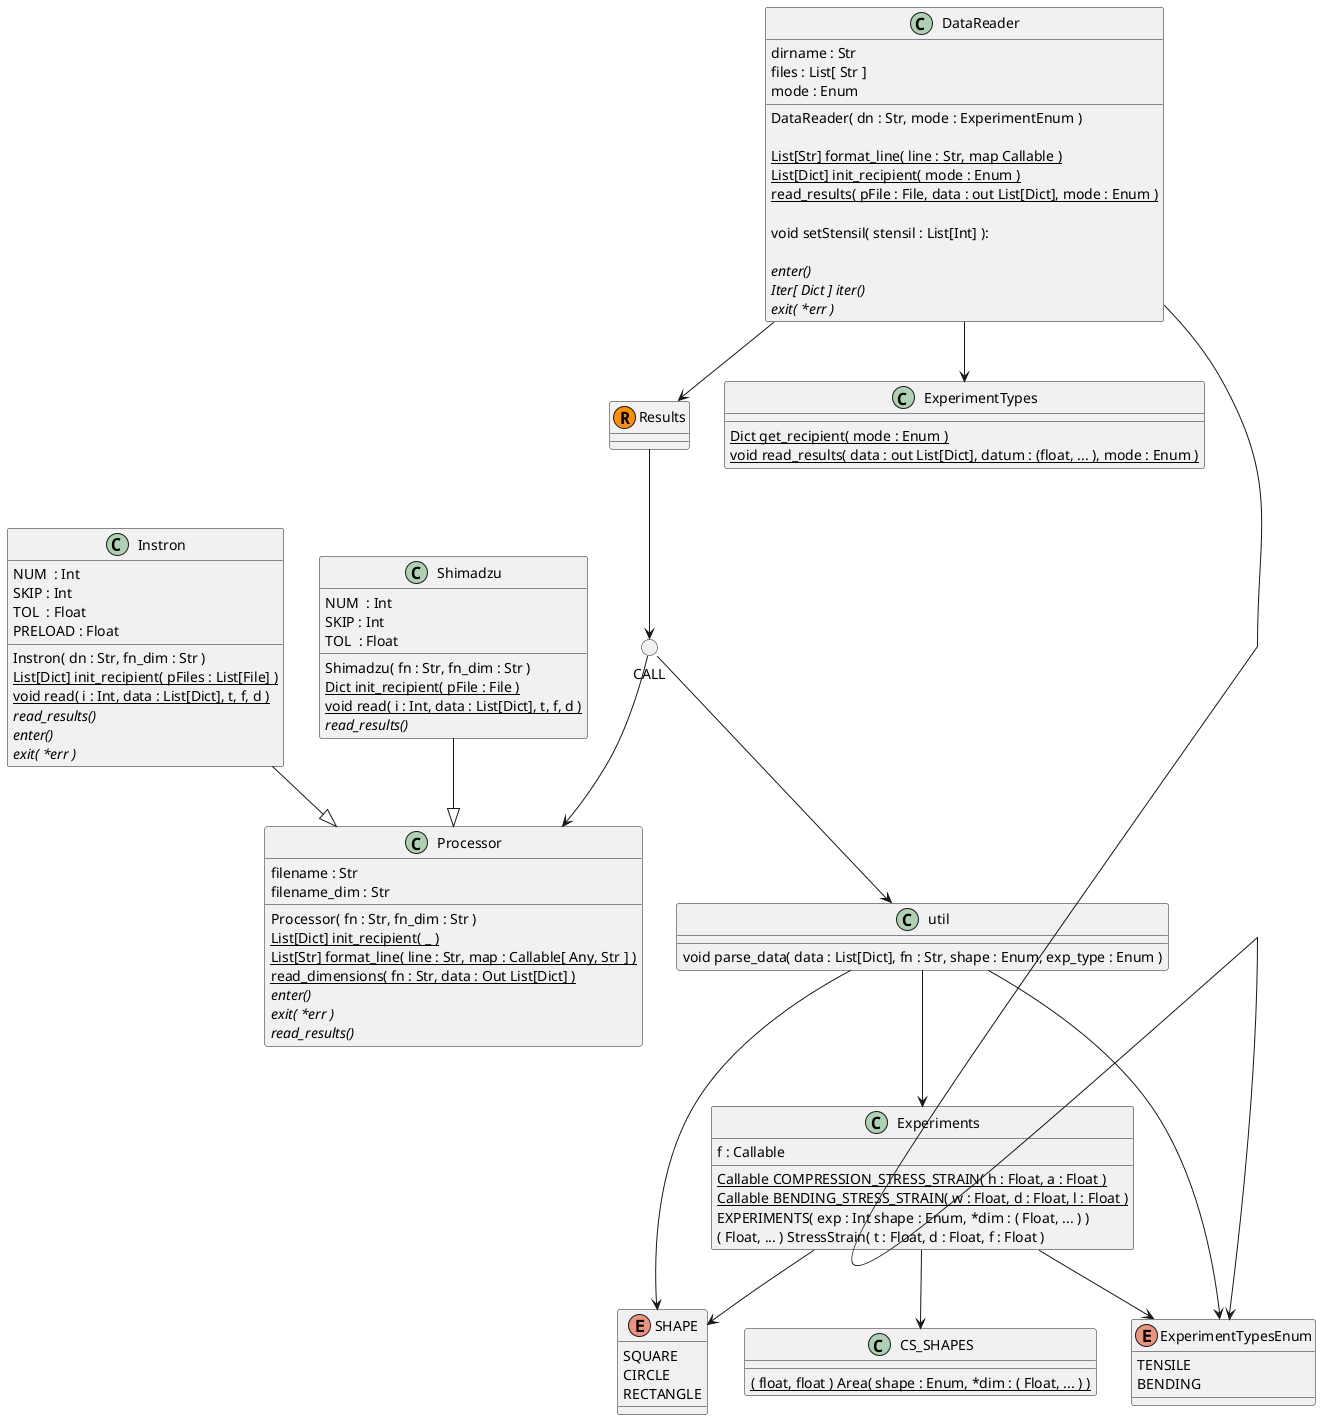 C DataReader
dirname : Str
files : List[ Str ]
mode : Enum
DataReader( dn : Str, mode : ExperimentEnum )
List[Str] format_line( line : Str, map Callable )
List[Dict] init_recipient( mode : Enum )
read_results( pFile : File, data : out List[Dict], mode : Enum )
void setStensil( stensil : List[Int] ):
enter()
Iter[ Dict ] iter()
exit( *err )
R Results
C ExperimentTypes
Dict get_recipient( mode : Enum )
void read_results( data : out List[Dict], datum : (float, ... ), mode : Enum )
C Instron
NUM : Int
SKIP : Int
TOL : Float
PRELOAD : Float
Instron( dn : Str, fn_dim : Str )
List[Dict] init_recipient( pFiles : List[File] )
void read( i : Int, data : List[Dict], t, f, d )
read_results()
enter()
exit( *err )
C Shimadzu
NUM : Int
SKIP : Int
TOL : Float
Shimadzu( fn : Str, fn_dim : Str )
Dict init_recipient( pFile : File )
void read( i : Int, data : List[Dict], t, f, d )
read_results()
CALL
C Processor
filename : Str
filename_dim : Str
Processor( fn : Str, fn_dim : Str )
List[Dict] init_recipient( _ )
List[Str] format_line( line : Str, map : Callable[ Any, Str ] )
read_dimensions( fn : Str, data : Out List[Dict] )
enter()
exit( *err )
read_results()
C util
void parse_data( data : List[Dict], fn : Str, shape : Enum, exp_type : Enum )
C Experiments
f : Callable
Callable COMPRESSION_STRESS_STRAIN( h : Float, a : Float )
Callable BENDING_STRESS_STRAIN( w : Float, d : Float, l : Float )
EXPERIMENTS( exp : Int shape : Enum, *dim : ( Float, ... ) )
( Float, ... ) StressStrain( t : Float, d : Float, f : Float )
E SHAPE
SQUARE
CIRCLE
RECTANGLE
C CS_SHAPES
( float, float ) Area( shape : Enum, *dim : ( Float, ... ) )
E ExperimentTypesEnum
TENSILE
BENDING